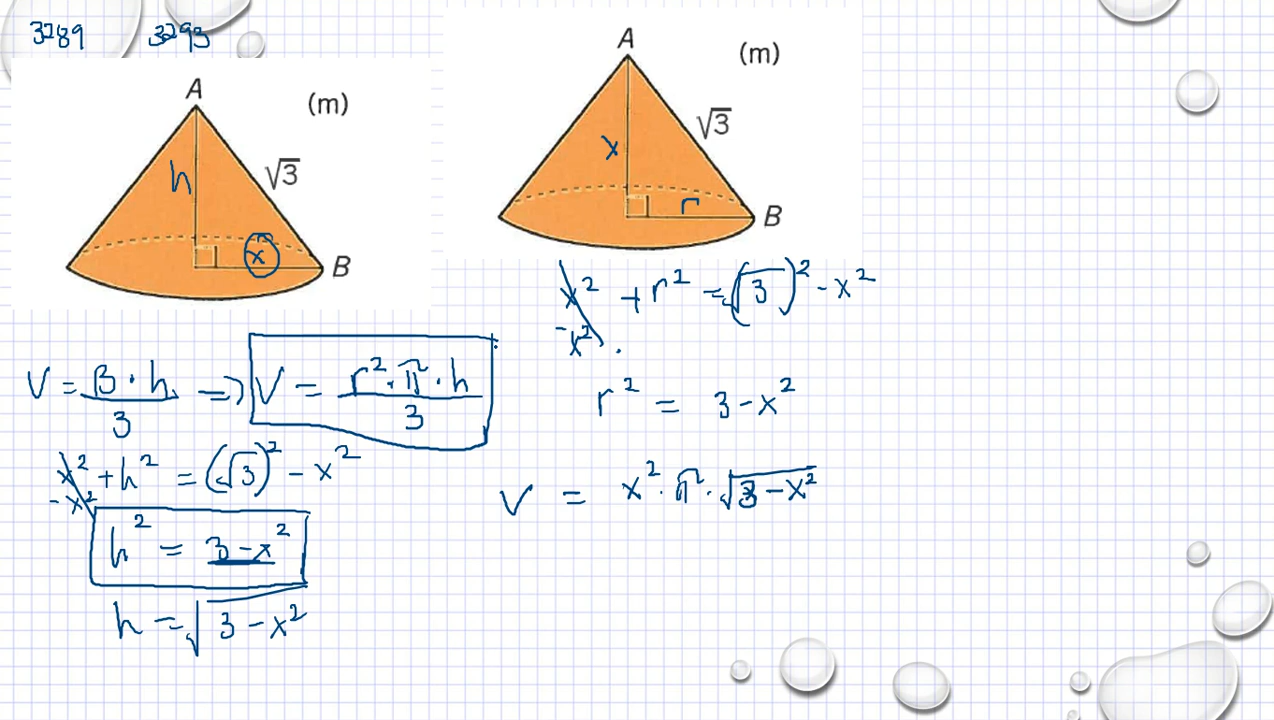 3289 3293
A
(m)
h
√3
x
B
V = B · h / 3 => V = r² · π · h / 3
x² + h² = (√3)² - x²
-x²
h² = 3 - x²
h = √(3 - x²)
A
(m)
x
√3
r
B
x² + r² = (√3)² - x²
-x²
r² = 3 - x²
V = x² · π · √(3 - x²)